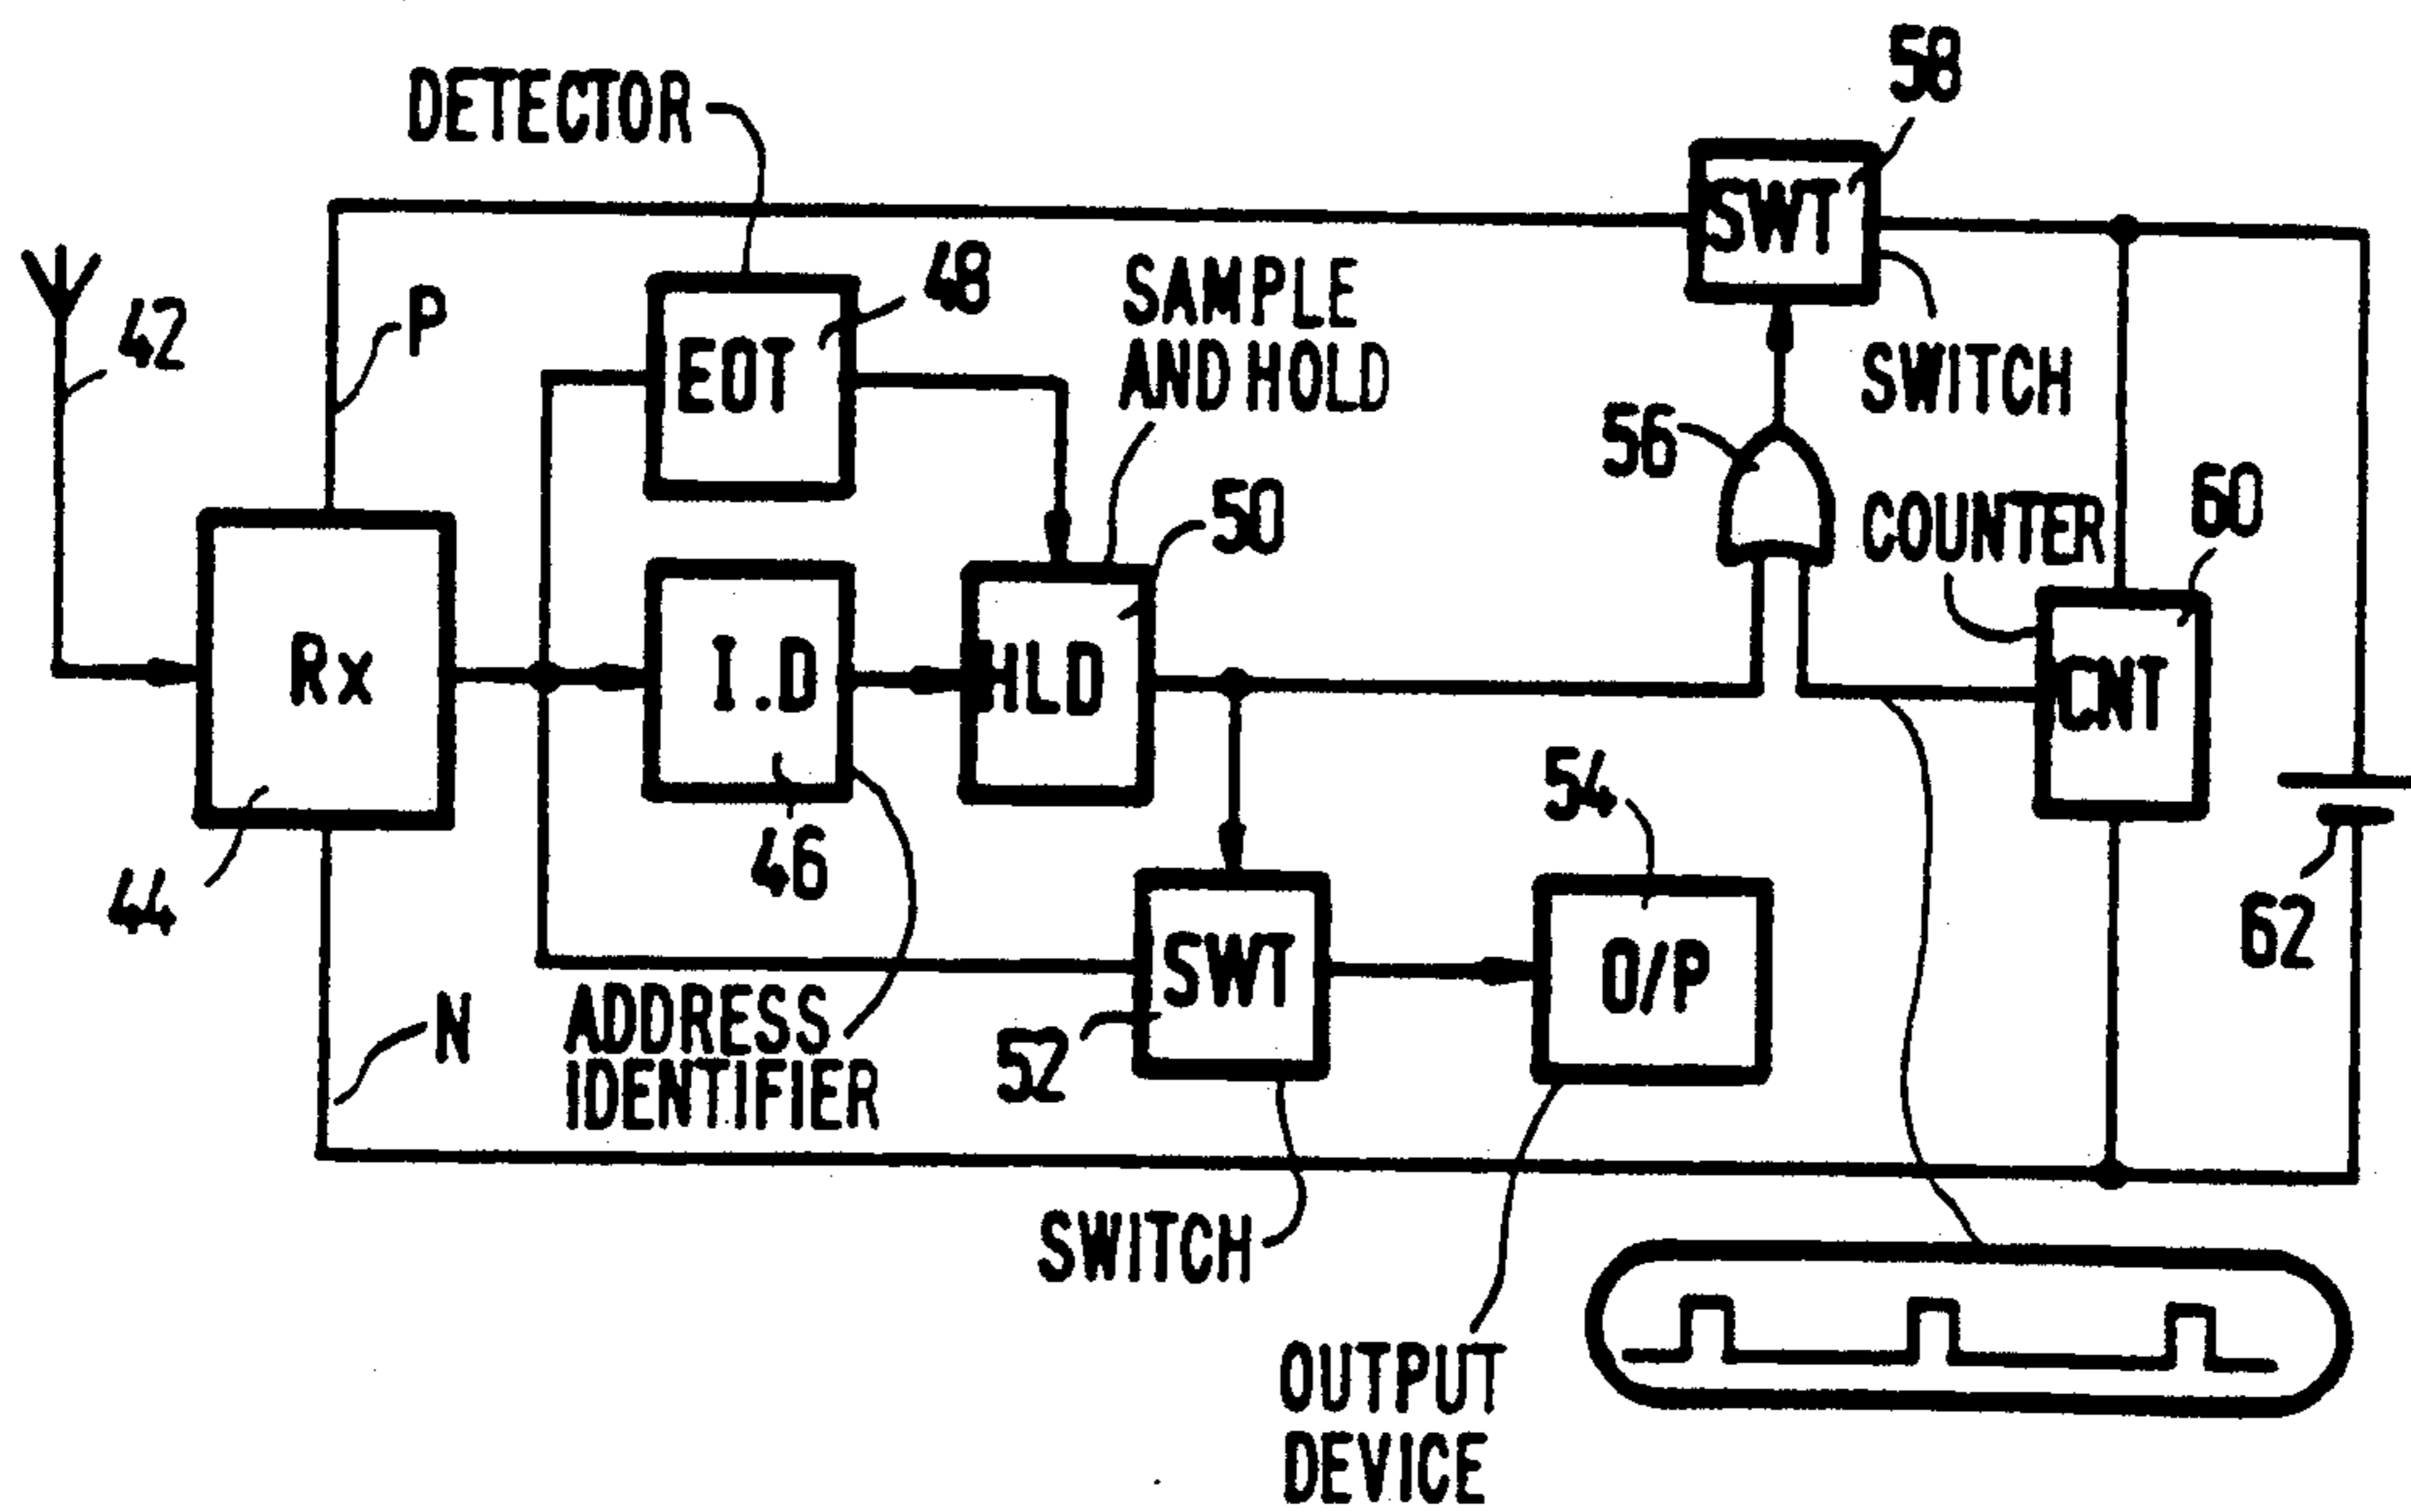 58
DETECTOR
SWT
48
SAMPLE
AND HOLD
P
42
EOT
SWITCH
56
COUNTER
60
50
Rx
I.D
HLD
CNT
54
46
44
62
SWT
O/P
N
ADDRESS
IDENTIFIER
52
SWITCH
OUTPUT
DEVICE